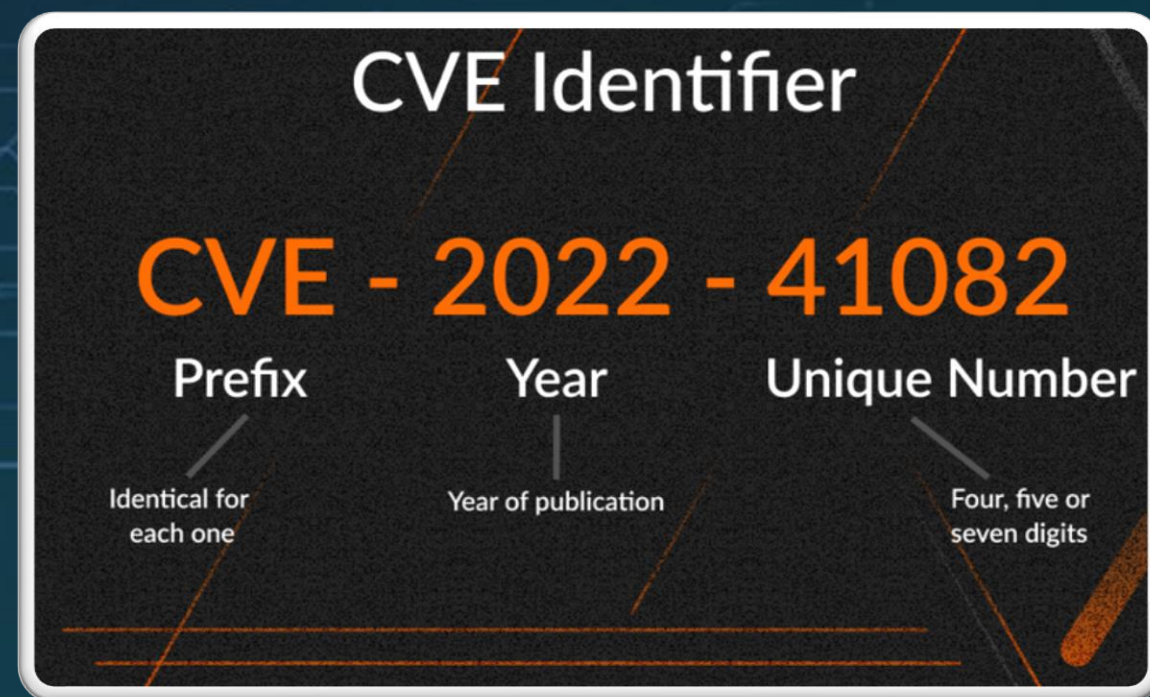 CVE Identifier
CVE - 2022 - 41082
Prefix Year Unique Number
Identical for
each one
Year of publication
Four, five or
seven digits